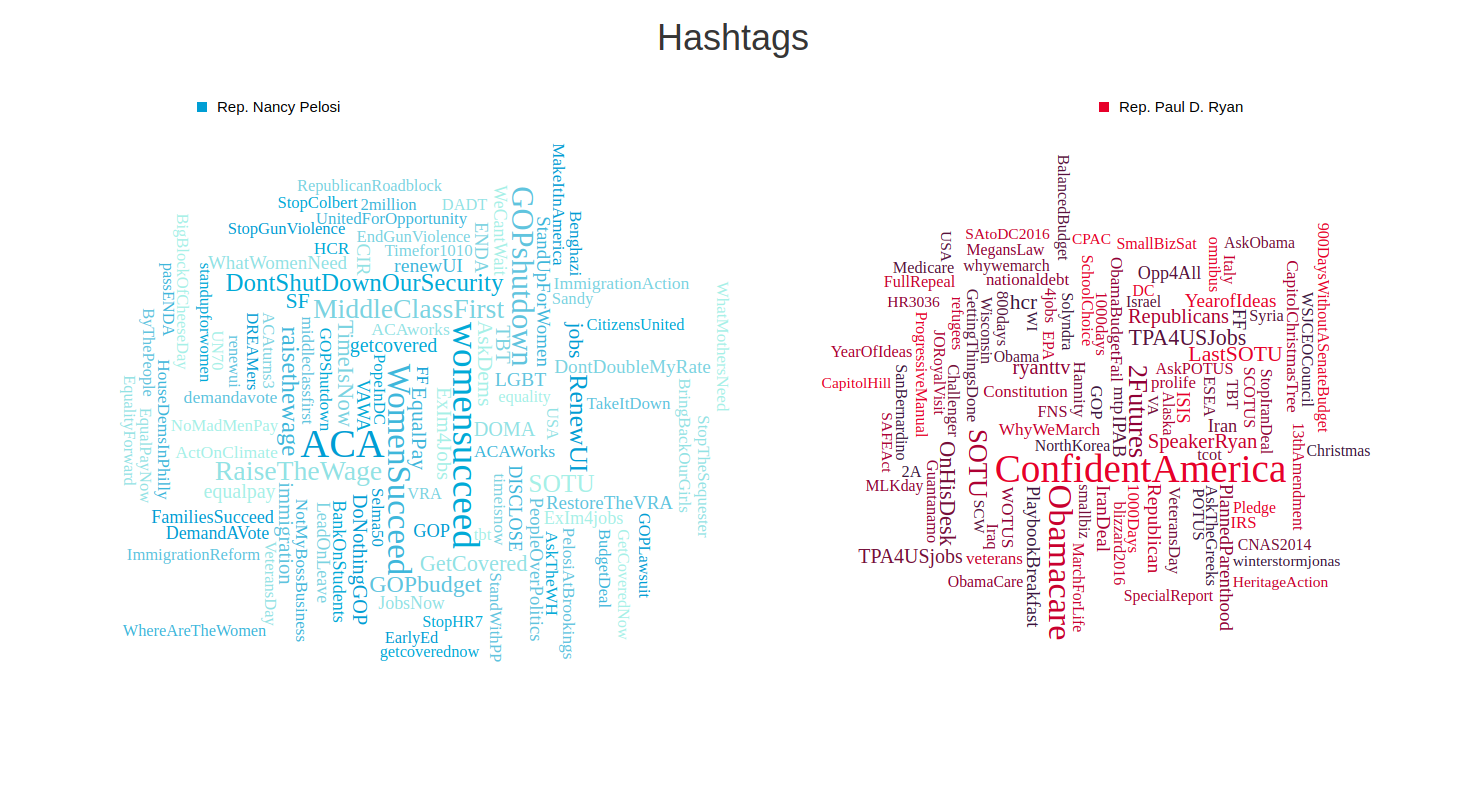 Hashtags
Rep. Nancy Pelosi
Rep. Paul D. Ryan
MakeItInAmerica
RepublicanRoadblock
StopColbert
2million
DADT
WeCantWait
GOPshutdown
StandUpForWomen
Benghazi
UnitedForOpportunity
StopGunViolence
EndGunViolence
ENDA
HCR
CIR
Timefor1010
renewUI
BigBlockOfCheeseDay
WhatWomenNeed
passENDA
standupforwomen
DontShutDownOurSecurity
ImmigrationAction
Sandy
WhatMothersNeed
SF
MiddleClassFirst
ByThePeople
UN70
renewui
DREAMers
ACAturns3
raisethewage
middleclassfirst
GOPShutdown
TimeIsNow
ACAworks
getcovered
womensucceed
AskDems
TBT
jobs
CitizensUnited
DontDoubleMyRate
HouseDemsInPhilly
EqualityForward
EqualPayNow
demandavote
VAWA
PopeInDC
WomenSucceed
FF
EqualPay
ExIm4Jobs
LGBT
equality
RenewUI
TakeItDown
BringBackOurGirls
StopTheSequester
NoMadMenPay
ACA
DOMA
USA
ActOnClimate
ACAWorks
RaiseTheWage
equalpay
immigration
VRA
timeisnow
DISCLOSE
SOTU
RestoreTheVRA
FamiliesSucceed
DemandAVote
NotMyBossBusiness
LeadOnLeave
BankOnStudents
DoNothingGOP
Selma50
GOP
tbt
PeopleOverPolitics
ExIm4jobs
AskTheWH
PelosiAtBrookings
BudgetDeal
GetCoveredNow
GOPLawsuit
ImmigrationReform
VeteransDay
GetCovered
GOPbudget
StandWithPP
JobsNow
StopHR7
WhereAreTheWomen
EarlyEd
getcoverednow
BalancedBudget
USA
SAtoDC2016
CPAC
SmallBizSat
omnibus
AskObama
900DaysWithoutASenateBudget
MegansLaw
whywemarch
Medicare
FullRepeal
nationaldebt
SchoolChoice
ObamaBudgetFail
Opp4All
Italy
CapitolChristmasTree
WSJCEOCouncil
DC
HR3036
refugees
GettingThingsDone
Wisconsin
800days
hcr
WI
4jobs
Solyndra
1000days
Israel
YearofIdeas
Republicans
FF
Syria
ProgressiveManual
JORoyalVisit
EPA
TPA4USJobs
YearOfIdeas
Obama
LastSOTU
CapitolHill
SanBernardino
Challenger
ryanttv
Hannity
GOP
mtp
2Futures
AskPOTUS
prolife
VA
Alaska
ISIS
ESEA
TBT
SCOTUS
StopIranDeal
Constitution
FNS
SAFEAct
WhyWeMarch
IPAB
Iran
SpeakerRyan
13thAmendment
NorthKorea
tcot
Christmas
2A
MLKday
Guantanamo
OnHisDesk
SOTU
ConfidentAmerica
SCW
Iraq
WOTUS
PlaybookBreakfast
Obamacare
smallbiz
IranDeal
blizzard2016
1000Days
Republican
VeteransDay
POTUS
AskTheGreeks
PlannedParenthood
Pledge
IRS
TPA4USjobs
veterans
MarchForLife
CNAS2014
winterstormjonas
ObamaCare
HeritageAction
SpecialReport